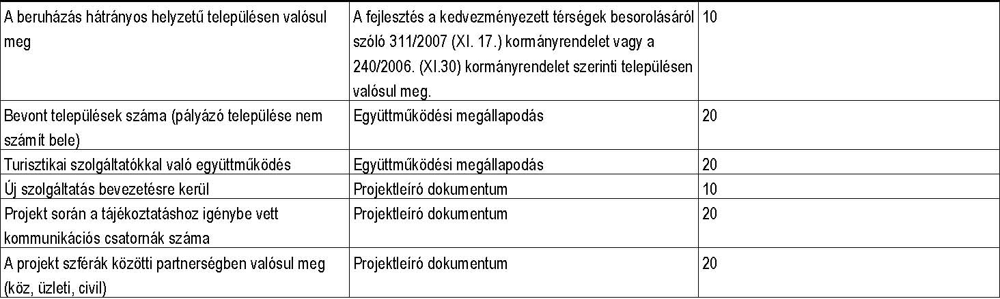 A beruházás hátrányos helyzetű településen valósul
meg
A fejlesztés a kedvezményezett térségek besorolásáról
szóló 311/2007 (XI. 17.) kormányrendelet vagy a
240/2006. (XI.30) kormányrendelet szerinti településen
valósul meg.
10
Bevont települések száma (pályázó települése nem
számít bele)
Együttműködési megállapodás
20
Turisztikai szolgáltatókkal való együttműködés
Együttműködési megállapodás
20
Új szolgáltatás bevezetésre kerül
Projektleíró dokumentum
10
Projekt során a tájékoztatáshoz igénybe vett
kommunikációs csatornák száma
Projektleíró dokumentum
20
A projekt szférák közötti partnerségben valósul meg
(köz, üzleti, civil)
Projektleíró dokumentum
20